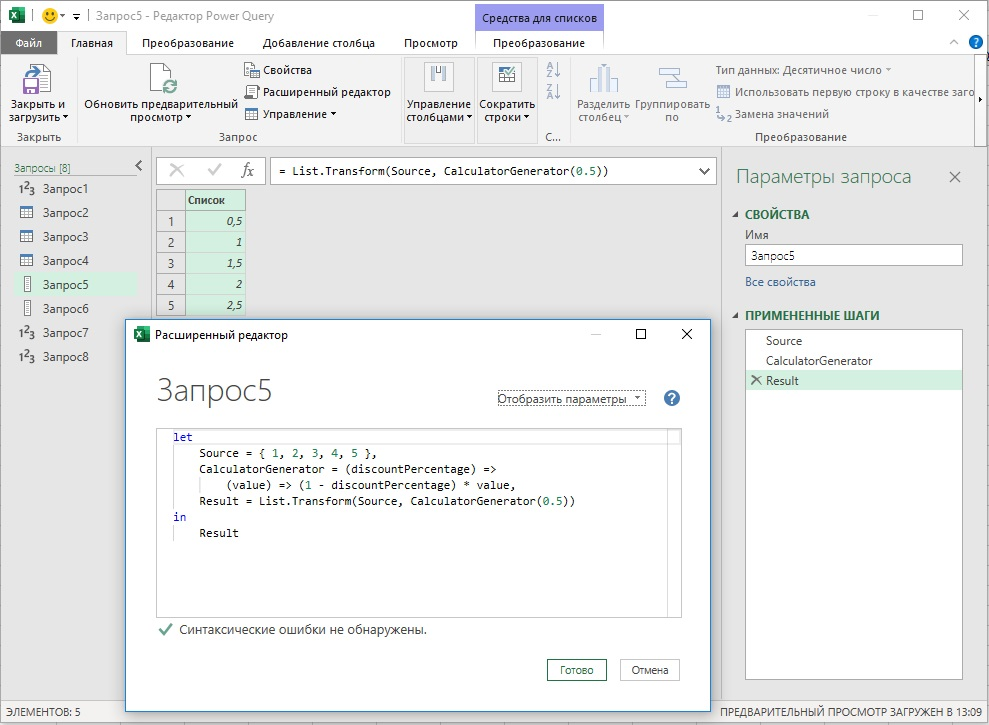 Запрос5 - Редактор Power Query
Средства для списков
Файл
Главная
Преобразование
Добавление столбца
Просмотр
Преобразование
Закрыть и загрузить
Обновить предварительный просмотр
Свойства
Расширенный редактор
Управление
Управление столбцами
Сократить строки
Разделить столбец
Группировать по
Тип данных: Десятичное число
Использовать первую строку в качестве заго
Замена значений
Закрыть
Запрос
С...
Преобразование
Запросы [8]
Запрос1
Запрос2
Запрос3
Запрос4
Запрос5
Запрос6
Запрос7
Запрос8
= List.Transform(Source, CalculatorGenerator(0.5))
Список
1 0,5
2 1
3 1,5
4 2
5 2,5
Параметры запроса
СВОЙСТВА
Имя
Запрос5
Все свойства
ПРИМЕНЕННЫЕ ШАГИ
Source
CalculatorGenerator
Result
Расширенный редактор
Запрос5
Отобразить параметры
let
Source = { 1, 2, 3, 4, 5 },
CalculatorGenerator = (discountPercentage) =>
(value) => (1 - discountPercentage) * value,
Result = List.Transform(Source, CalculatorGenerator(0.5))
in
Result
Синтаксические ошибки не обнаружены.
Готово
Отмена
ЭЛЕМЕНТОВ: 5
ПРЕДВАРИТЕЛЬНЫЙ ПРОСМОТР ЗАГРУЖЕН В 13:09